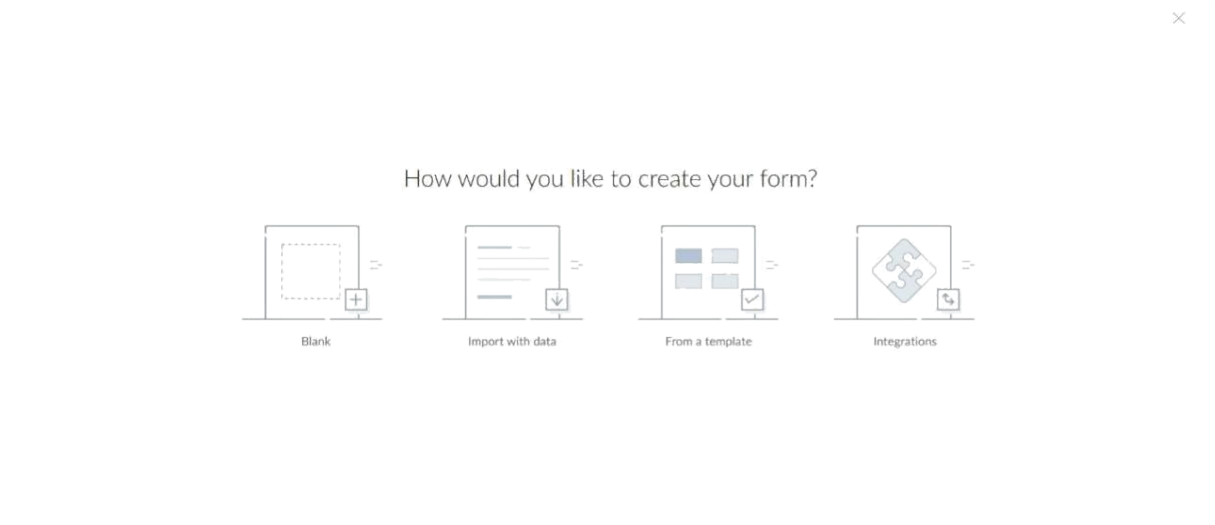 How would you like to create your form?
Blank
Import with data
From a template
Integrations